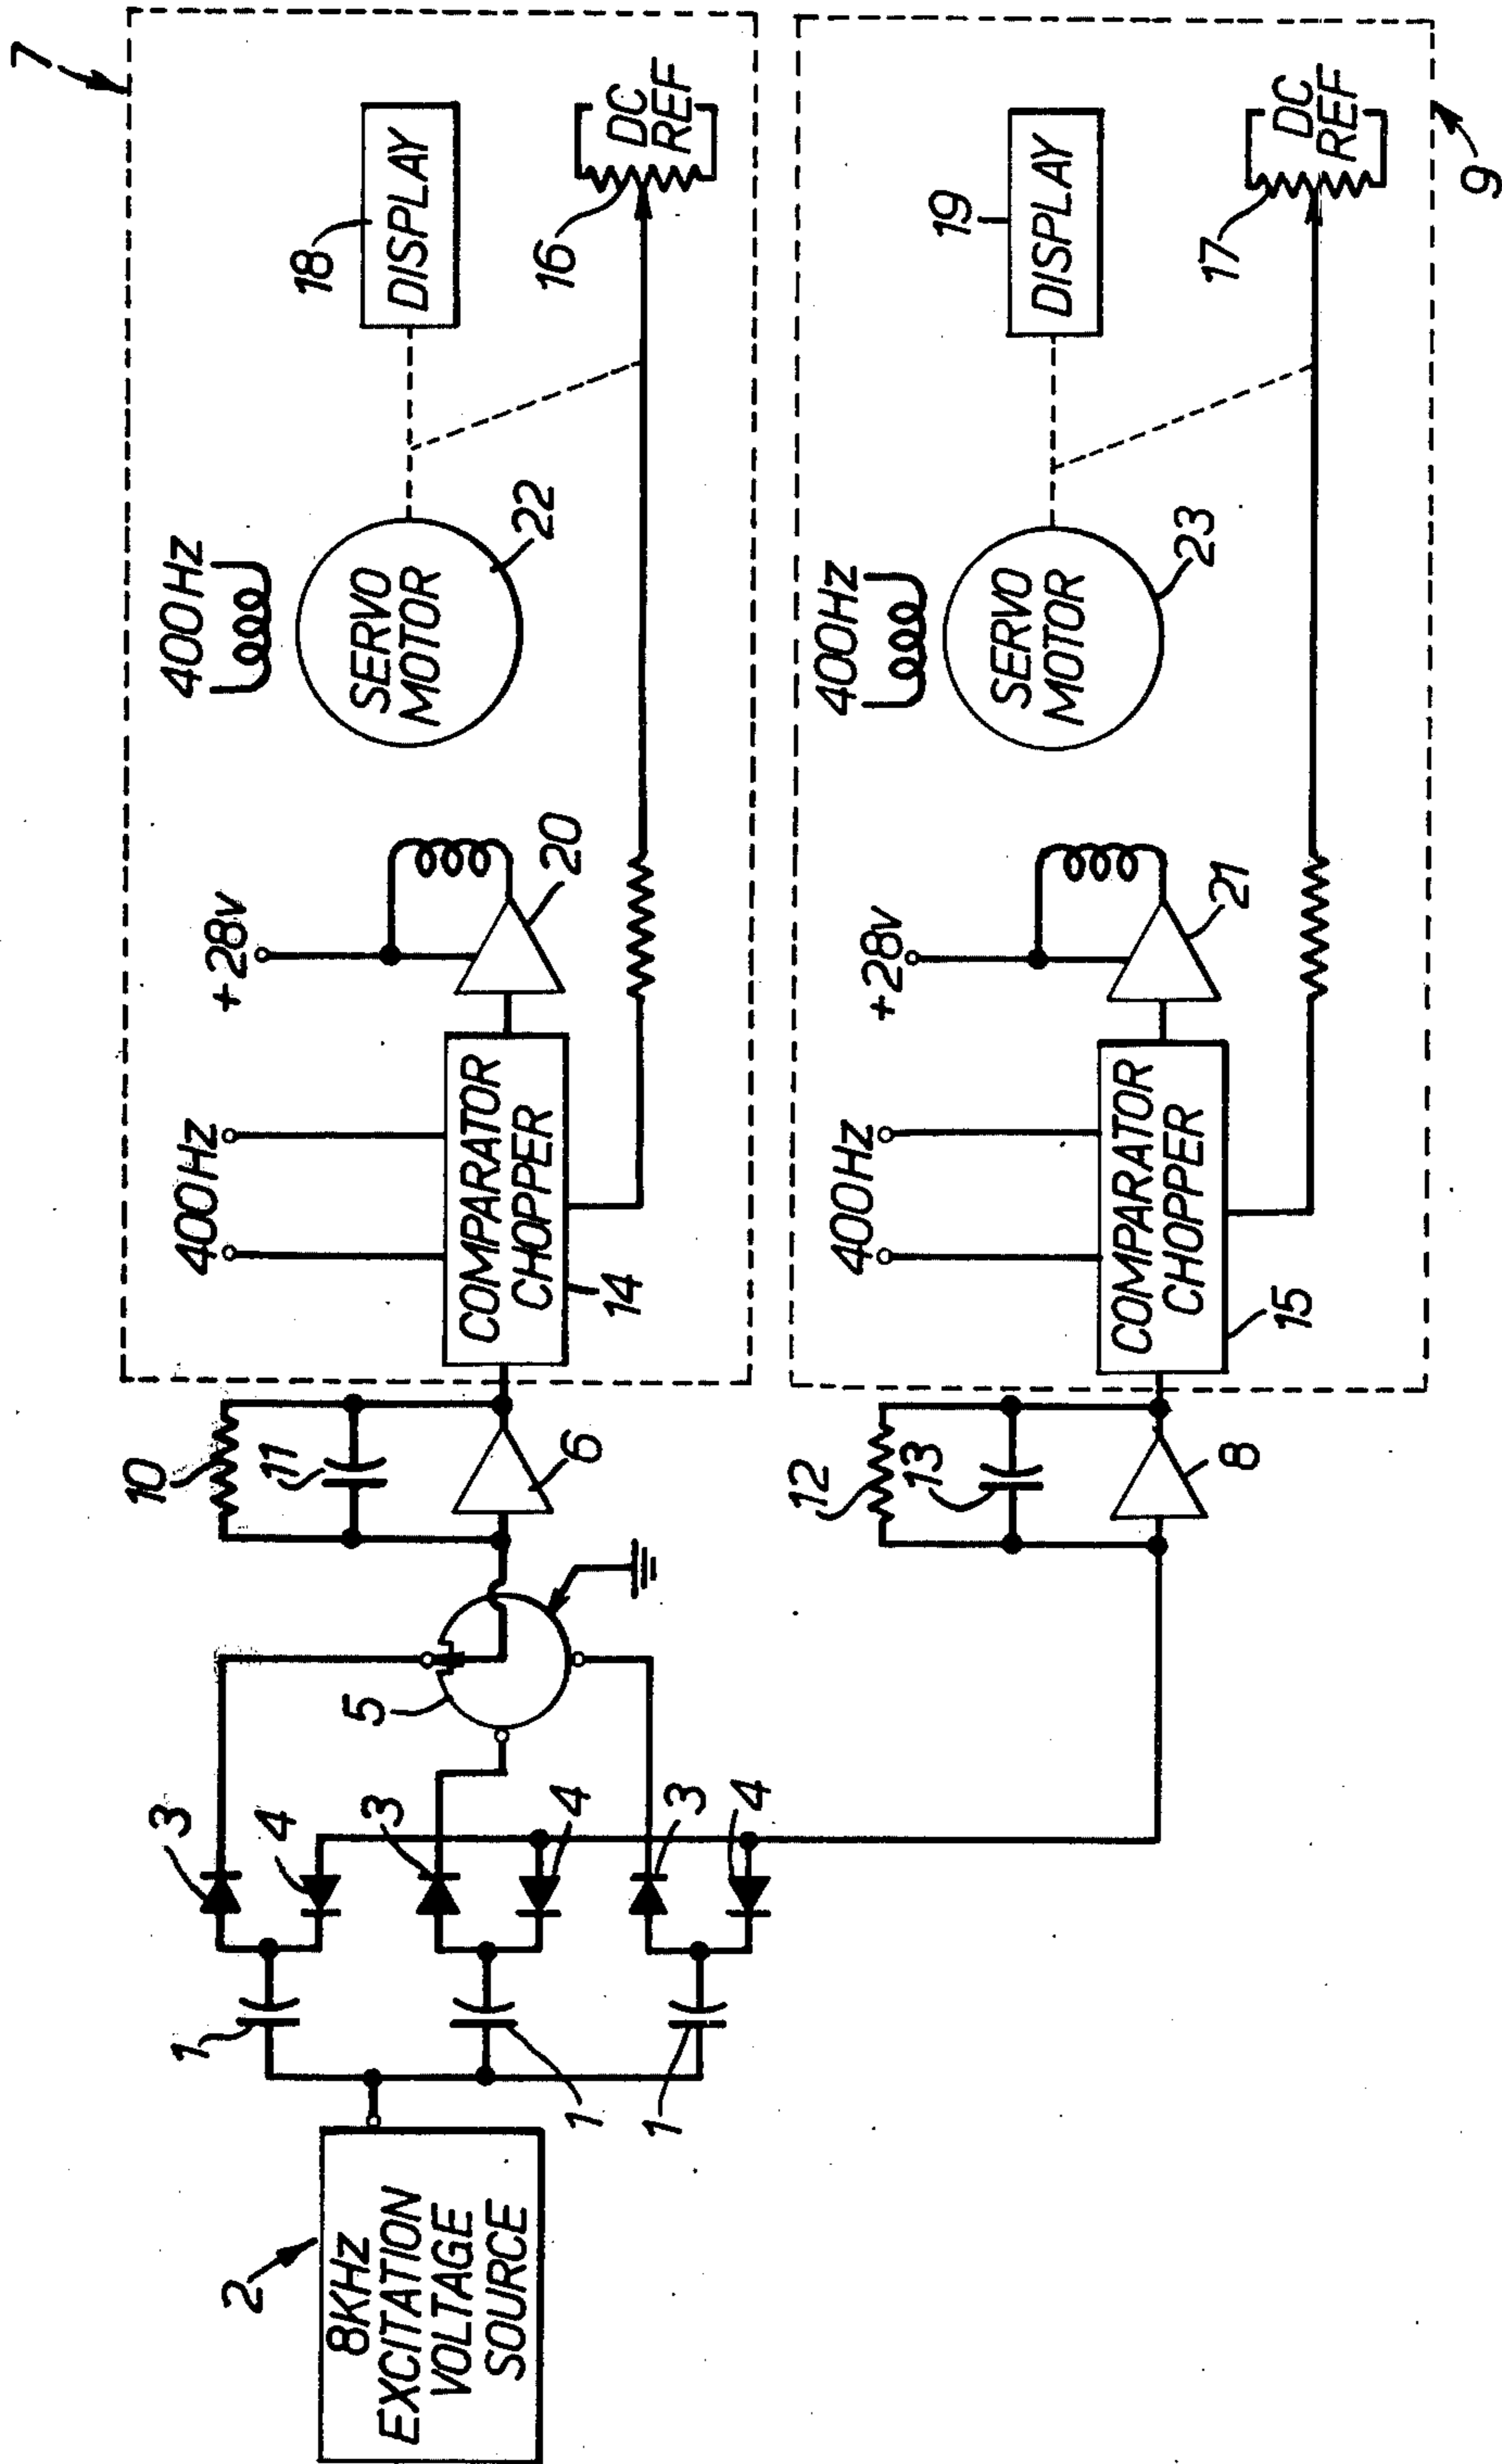 7
400Hz
+28v
400Hz
SERVO
MOTOR
22
18
DISPLAY
16
DC
REF
20
COMPARATOR
CHOPPER
14
10
11
6
5
3
4
3
4
3
4
1
1
1
2
8KHz
EXCITATION
VOLTAGE
SOURCE
12
13
8
400Hz
+28v
400Hz
COMPARATOR
CHOPPER
15
21
SERVO
MOTOR
23
19
DISPLAY
17
DC
REF
9